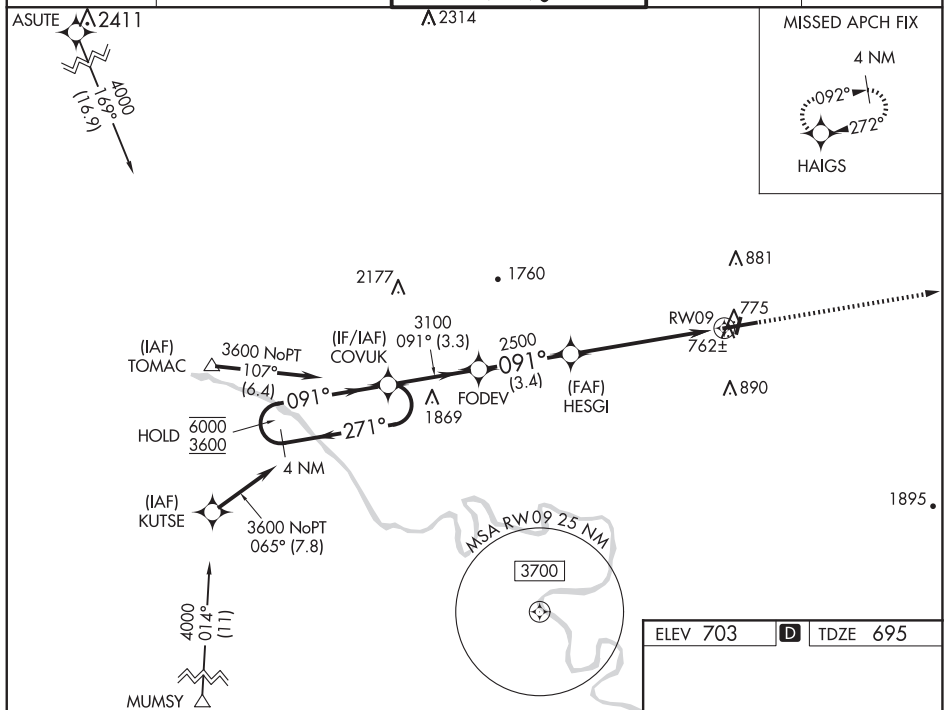 ASUTE
2411
2314
4000
169°
(16.9)
MISSED APCH FIX
4 NM
092°
272°
HAIGS
881
2177
1760
3100
091° (3.3)
(IF/IAF)
COVUK
2500
091°
(3.4)
FODEV
(FAF)
HESGI
RW09
775
762±
(IAF)
TOMAC
3600 NoPT
107°
(6.4)
091°
1869
890
HOLD
6000
3600
271°
4 NM
(IAF)
KUTSE
3600 NoPT
065° (7.8)
1895
MSA RW09 25 NM
3700
4000
014°
(11)
MUMSY
ELEV 703
D
TDZE 695